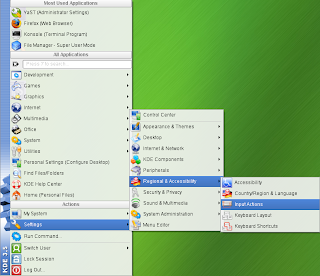 Most Used Applications
YaST (Administrator Settings)
Firefox (Web Browser)
Konsole (Terminal Program)
File Manager - Super User Mode
All Applications
Development
Games
Graphics
Internet
Multimedia
Office
System
Utilities
Personal Settings (Configure Desktop)
Find Files/Folders
KDE Help Center
Home (Personal Files)
Actions
My System
Settings
Run Command...
Switch User
Lock Session
Log Out...
KDE 3.5
Control Center
Appearance & Themes
Desktop
Internet & Network
KDE Components
Peripherals
Regional & Accessibility
Security & Privacy
Sound & Multimedia
System Administration
Menu Editor
Accessibility
Country/Region & Language
Input Actions
Keyboard Layout
Keyboard Shortcuts